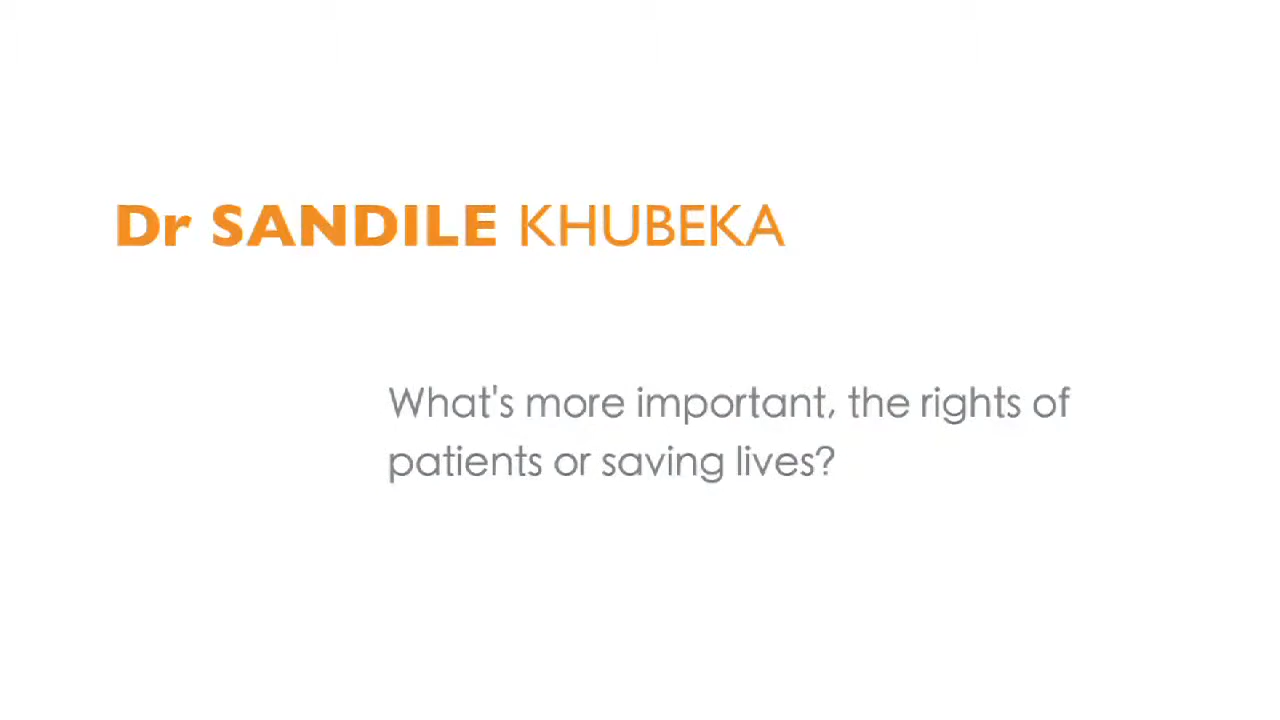 Dr SANDILE KHUBEKA
What's more important, the rights of
patients or saving lives?